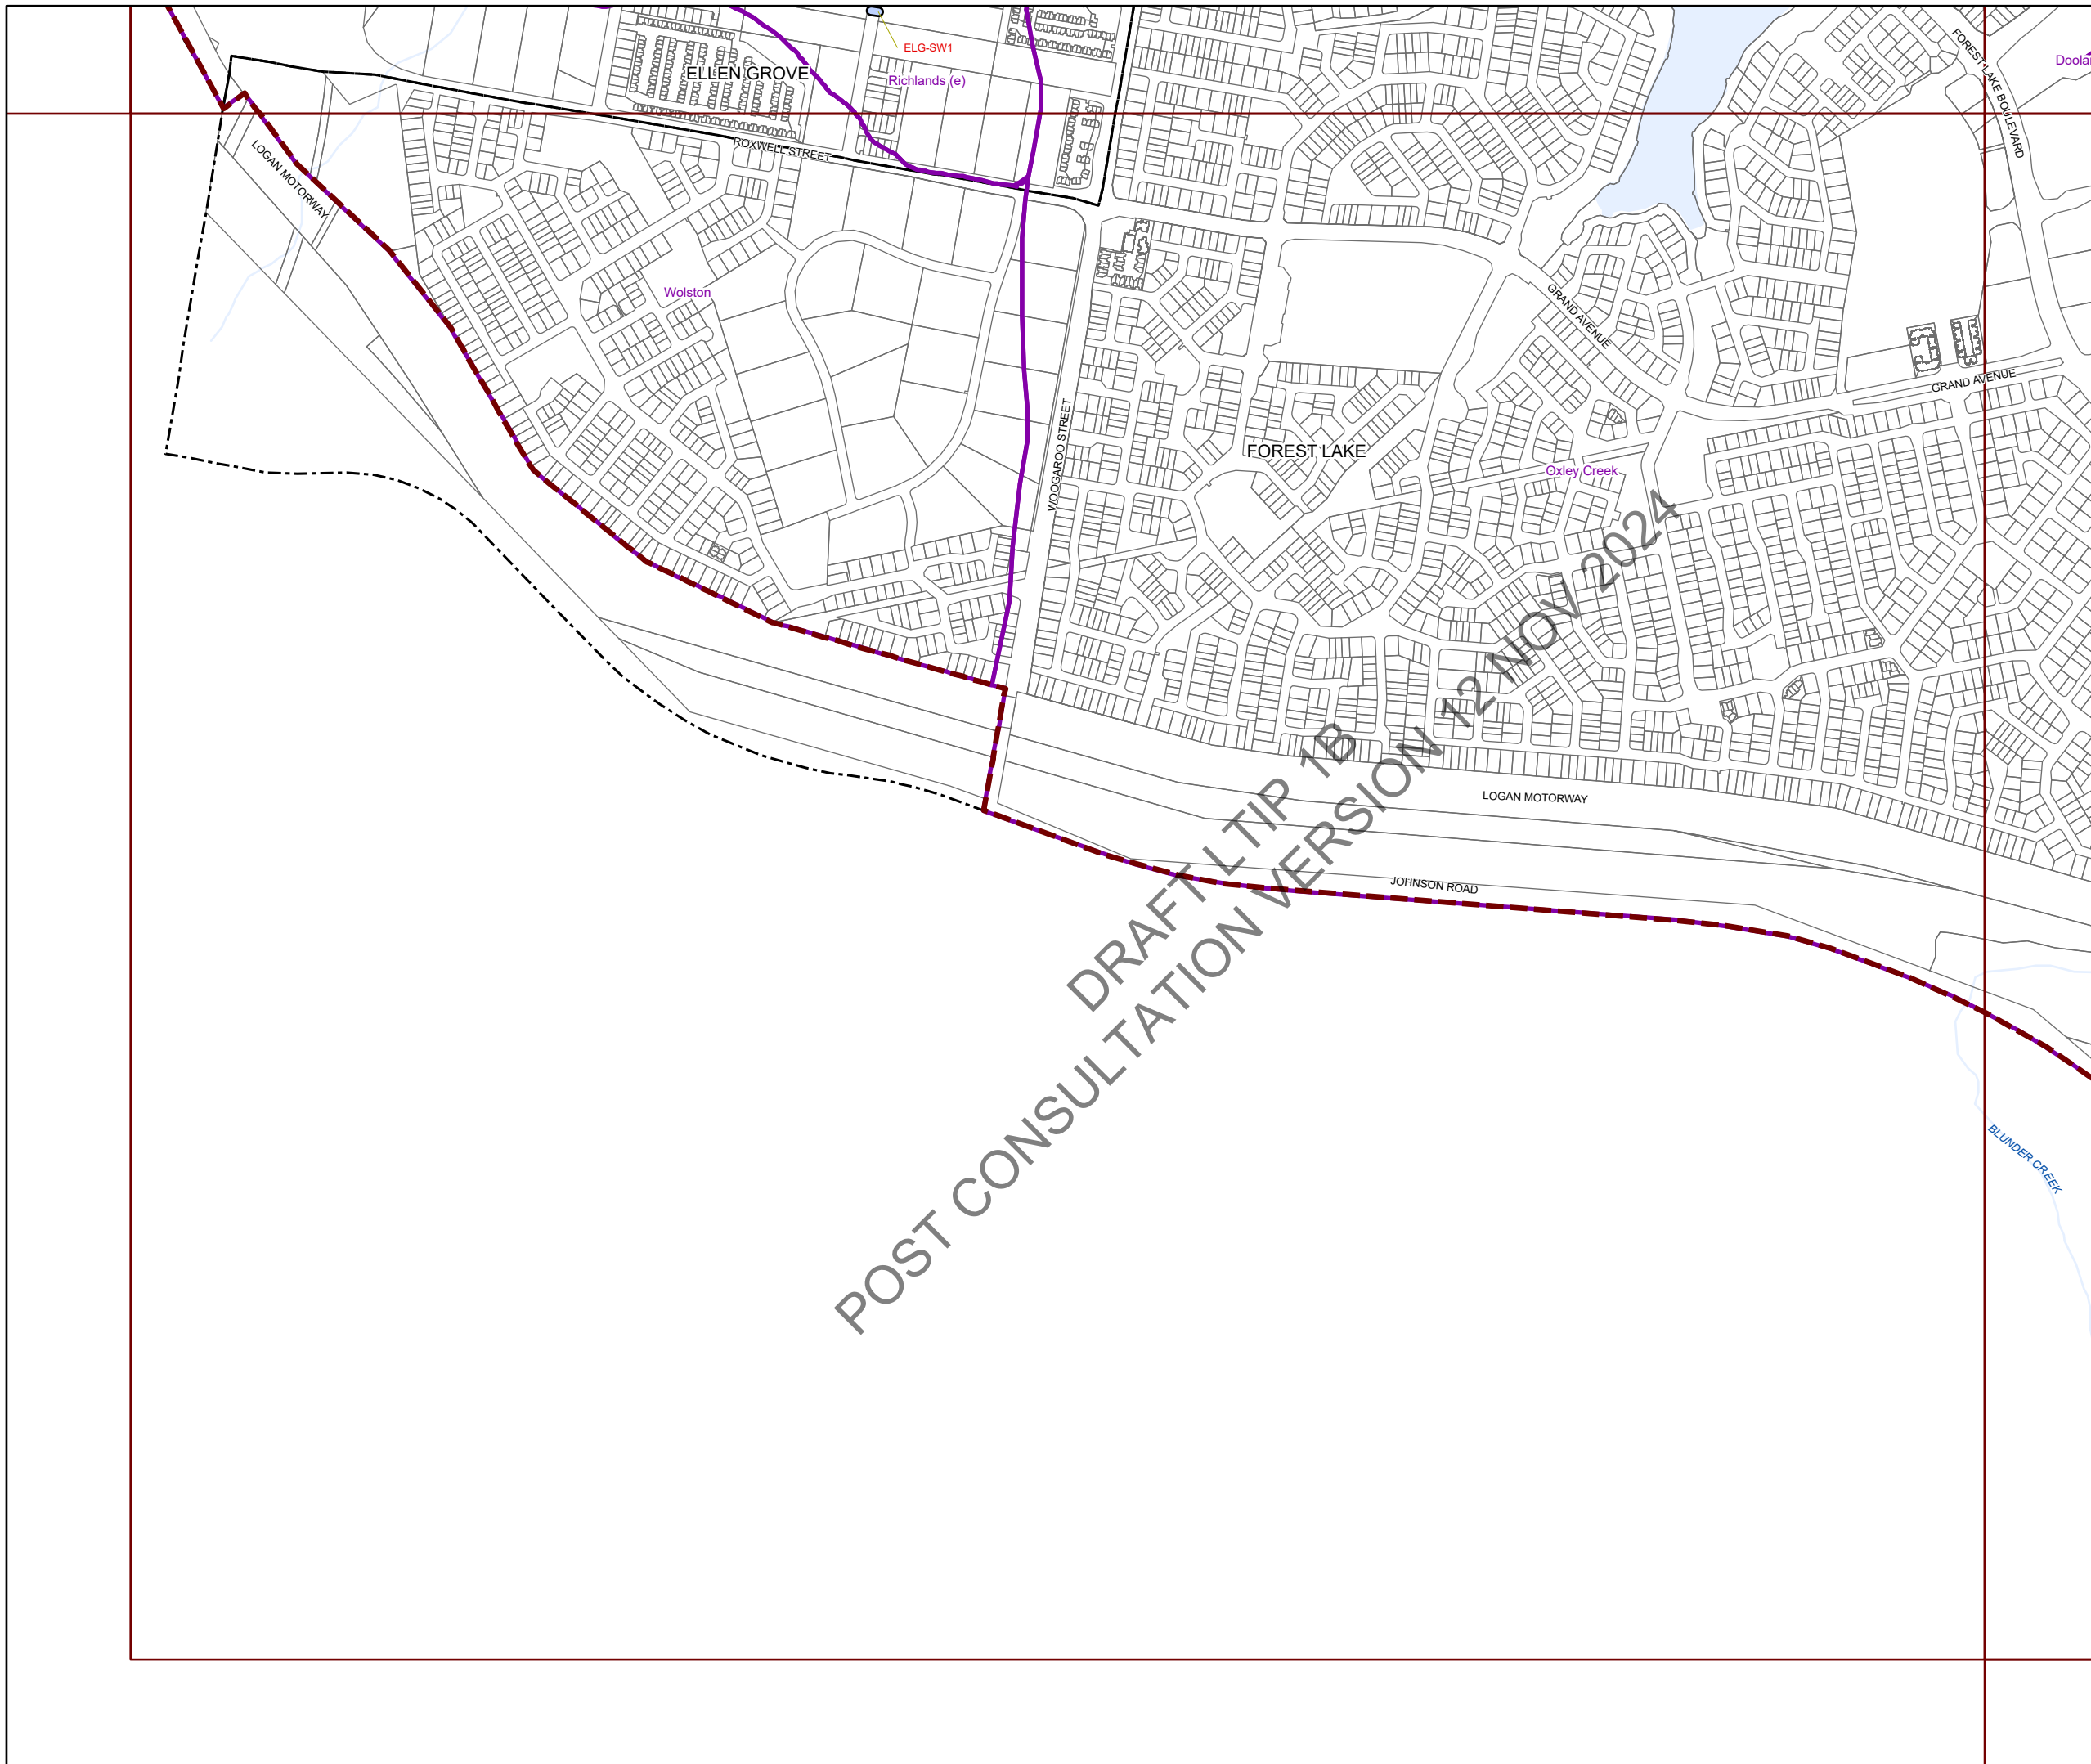 ELG-SW1
ELLEN GROVE
Richlands (e)
FOREST LAKE BOULEVARD
ROXWELL STREET
LOGAN MOTORWAY
Wolston
GRAND AVENUE
GRAND AVENUE
WOOGAROO STREET
FOREST LAKE
Oxley Creek
LOGAN MOTORWAY
JOHNSON ROAD
BLUNDER CREEK
DRAFT LTIP 1B
POST CONSULTATION VERSION 12 NOV 2024